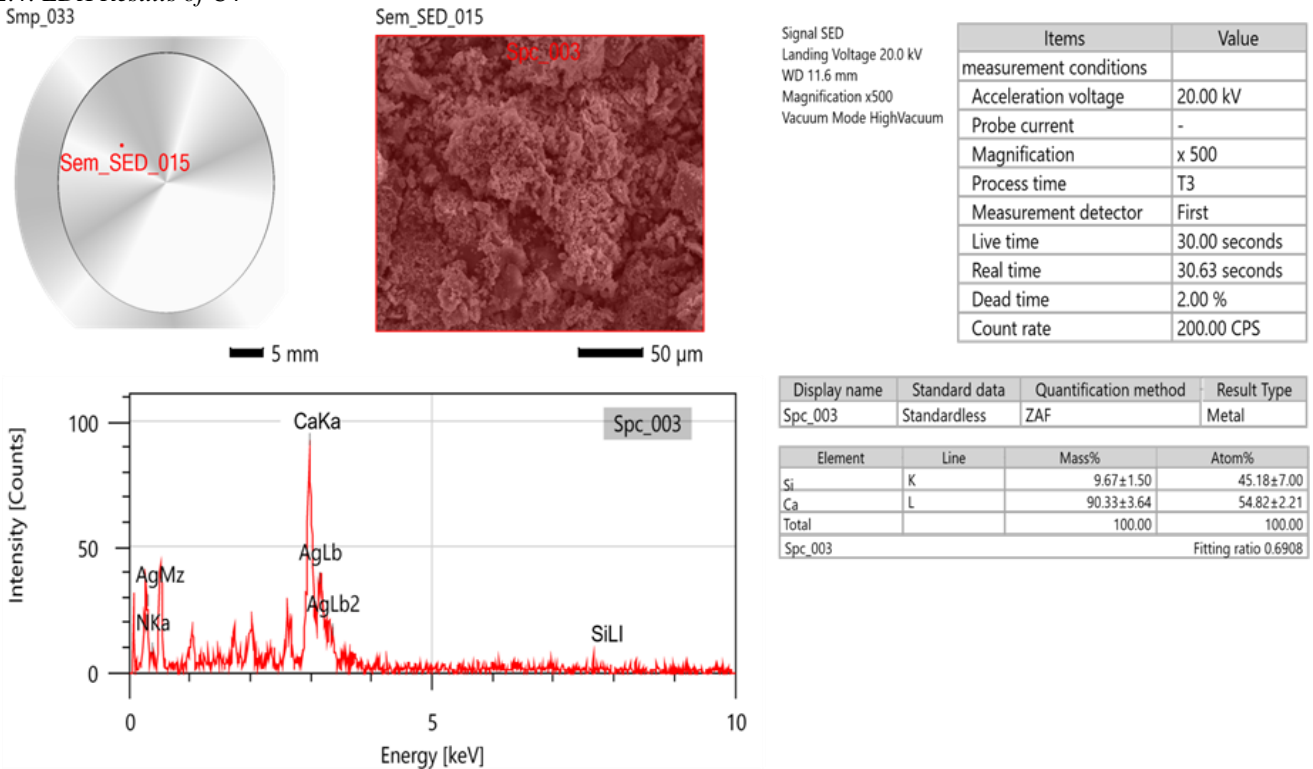 Smp_033
Sem_SED_015
Sem_SED_015
Spc_003
5 mm
50 μm
Signal SED
Landing Voltage 20.0 kV
WD 11.6 mm
Magnification x500
Vacuum Mode HighVacuum
Items Value
measurement conditions
Acceleration voltage 20.00 kV
Probe current -
Magnification x 500
Process time T3
Measurement detector First
Live time 30.00 seconds
Real time 30.63 seconds
Dead time 2.00 %
Count rate 200.00 CPS
Intensity [Counts]
100
50
0
CaKa
Spc_003
AgLb
AgMz
AgLb2
NKa
SiLl
0 5 10
Energy [keV]
Display name Standard data Quantification method Result Type
Spc_003 Standardless ZAF Metal
Element Line Mass% Atom%
Si K 9.67±1.50 45.18±7.00
Ca L 90.33±3.64 54.82±2.21
Total 100.00 100.00
Spc_003 Fitting ratio 0.6908